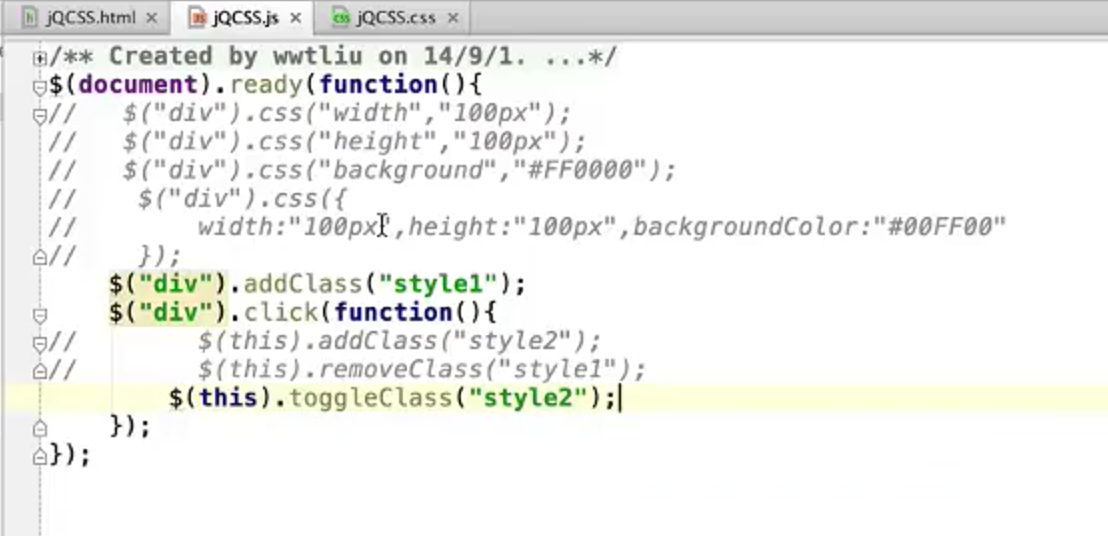 jQCSS.html jQCSS.js jQCSS.css
/** Created by wwtliu on 14/9/1. ...*/
$(document).ready(function(){
//   $("div").css("width","100px");
//   $("div").css("height","100px");
//   $("div").css("background","#FF0000");
//    $("div").css({
//        width:"100px",height:"100px",backgroundColor:"#00FF00"
//    });
    $("div").addClass("style1");
    $("div").click(function(){
//        $(this).addClass("style2");
//        $(this).removeClass("style1");
        $(this).toggleClass("style2");
    });
});